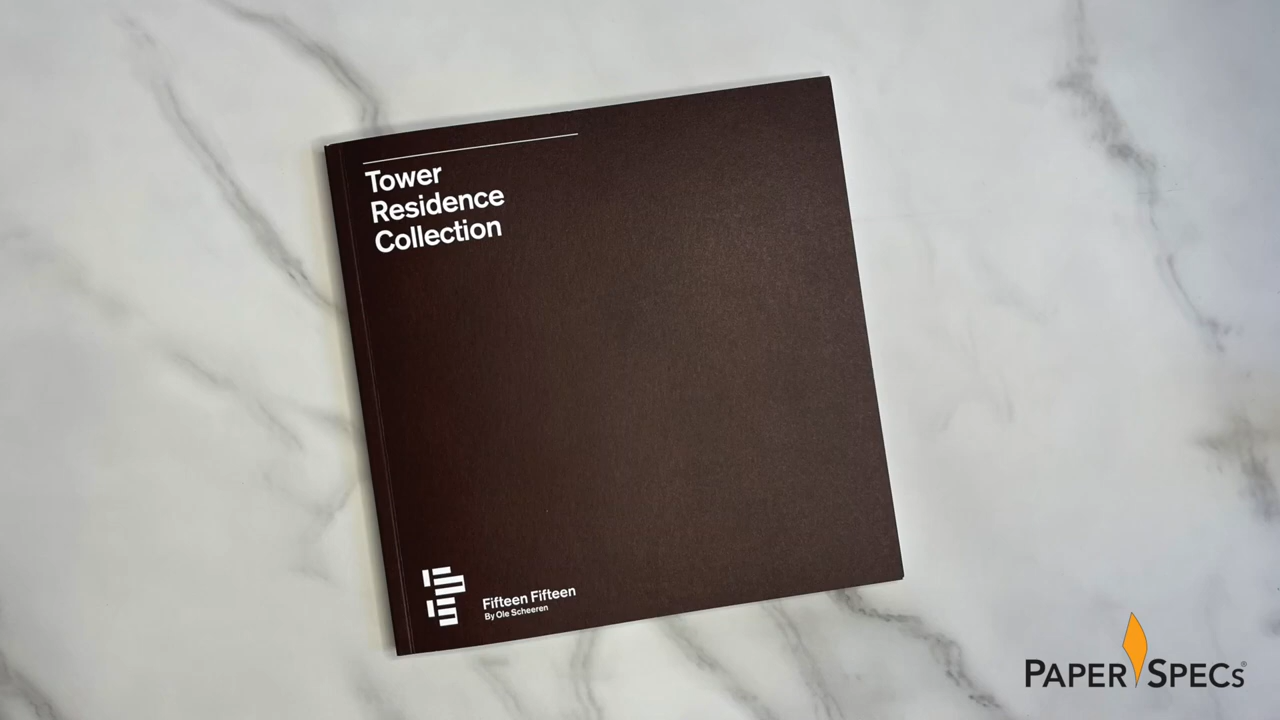 Tower
Residence
Collection
Fifteen Fifteen
By Ole Scheeren
PAPER SPECS®